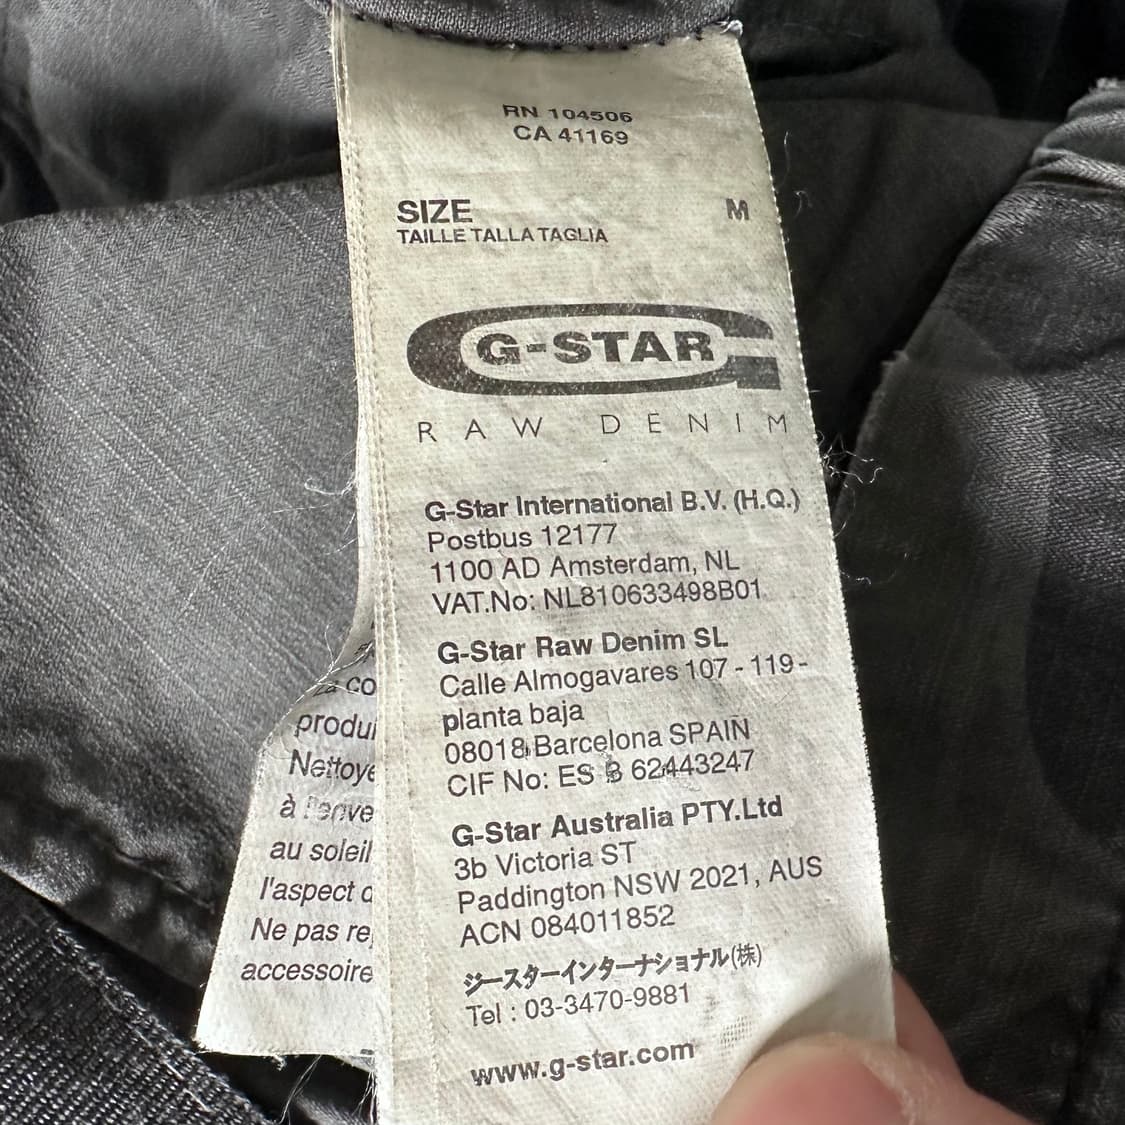 RN 104506
CA 41169
SIZE M
TAILLE TALLA TAGLIA
G-STAR
RAW DENIM
G-Star International B.V. (H.Q.)
Postbus 12177
1100 AD Amsterdam, NL
VAT.No: NL810633498B01
G-Star Raw Denim SL
Calle Almogavares 107 - 119 -
planta baja
08018 Barcelona SPAIN
CIF No: ES B 62443247
G-Star Australia PTY.Ltd
3b Victoria ST
Paddington NSW 2021, AUS
ACN 084011852
ジースターインターナショナル(株)
Tel : 03-3470-9881
www.g-star.com
La co
produi
Nettoye
à l'enve
au soleil
l'aspect
Ne pas re
accessoire